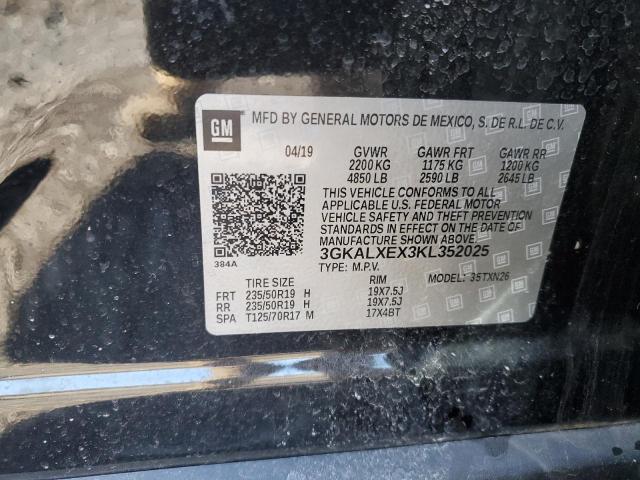 GM
MFD BY GENERAL MOTORS DE MEXICO, S. DE R.L. DE C.V.
04/19 GVWR GAWR FRT GAWR RR
2200 KG 1175 KG 1200 KG
4850 LB 2590 LB 2645 LB
THIS VEHICLE CONFORMS TO ALL
APPLICABLE U.S. FEDERAL MOTOR
VEHICLE SAFETY AND THEFT PREVENTION
STANDARDS IN EFFECT ON THE DATE OF
MANUFACTURE SHOWN ABOVE.
3GKALXEX3KL352025
384A
TYPE: M.P.V. MODEL: 35TXN26
TIRE SIZE RIM
FRT 235/50R19 H 19X7.5J
RR 235/50R19 H 19X7.5J
SPA T125/70R17 M 17X4BT